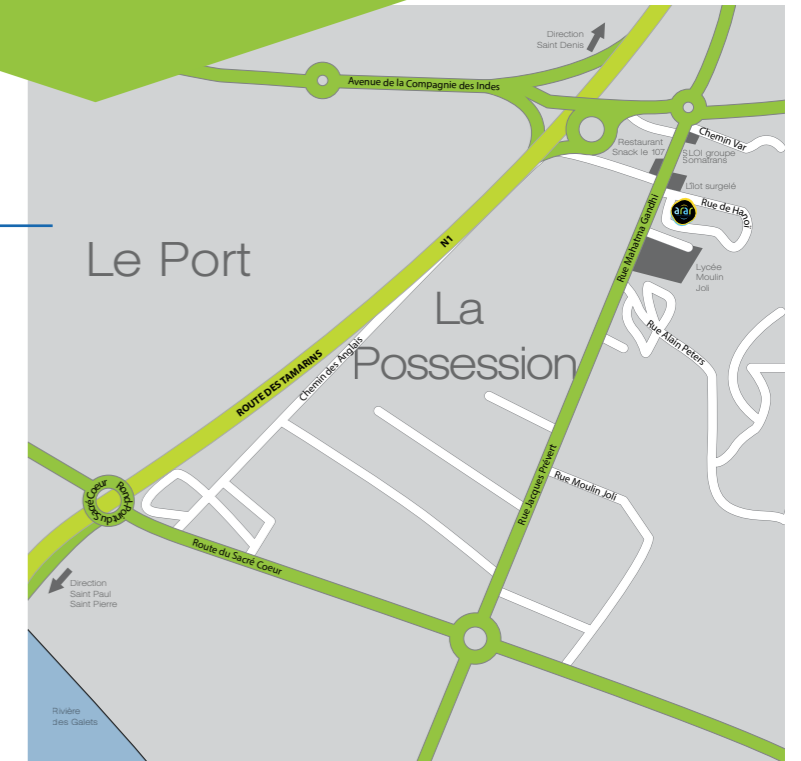 Direction
Saint Denis
Avenue de la Compagnie des Indes
Chemin Var
Restaurant
Snack le 107
SLOI groupe
Somatrans
L'îlot surgelé
Rue de Hanoï
arar
Rue Mahatma Gandhi
Le Port
N1
Lycée
Moulin
Joli
La
Possession
Rue Alain Peters
Chemin des Anglais
ROUTE DES TAMARINS
Rue Jacques Prévert
Rue Moulin Joli
Rond-Point du Sacré Coeur
Route du Sacré Coeur
Direction
Saint Paul
Saint Pierre
Rivière
des Galets